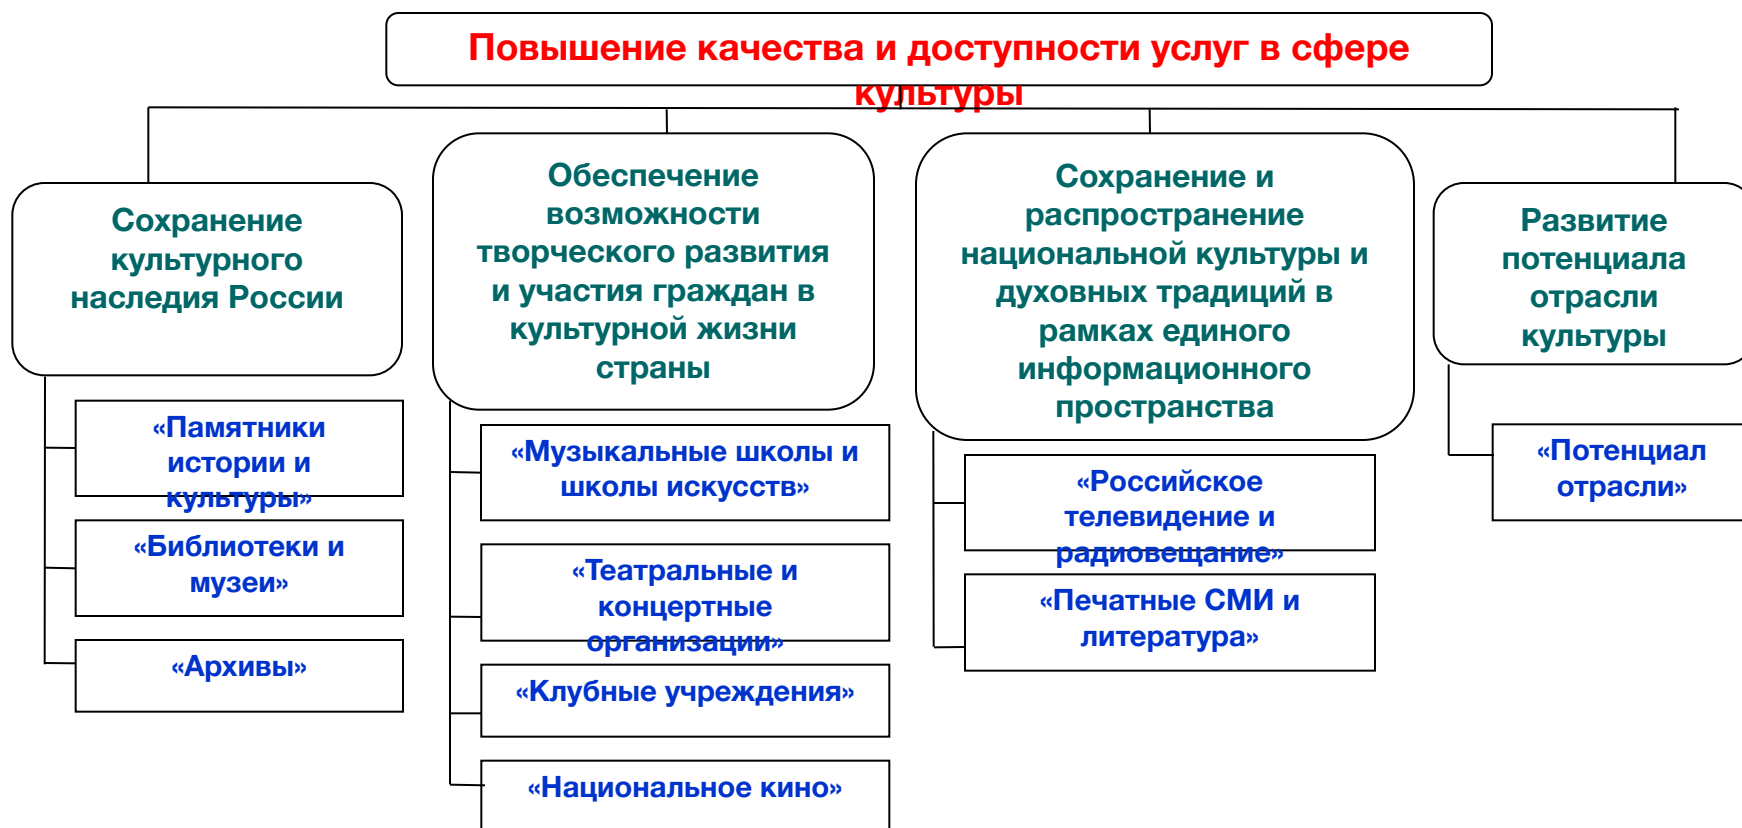 Повышение качества и доступности услуг в сфере
культуры
Сохранение
культурного
наследия России
«Памятники
истории и
культуры»
«Библиотеки и
музеи»
«Архивы»
Обеспечение
возможности
творческого развития
и участия граждан в
культурной жизни
страны
«Музыкальные школы и
школы искусств»
«Театральные и
концертные
организации»
«Клубные учреждения»
«Национальное кино»
Сохранение и
распространение
национальной культуры и
духовных традиций в
рамках единого
информационного
пространства
«Российское
телевидение и
радиовещание»
«Печатные СМИ и
литература»
Развитие
потенциала
отрасли
культуры
«Потенциал
отрасли»